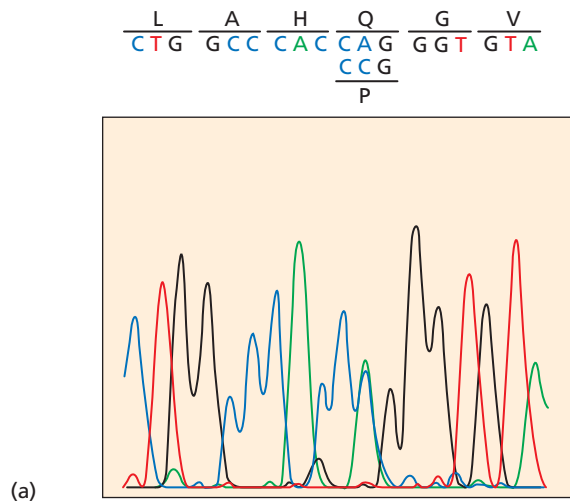 L A H Q G V
CTG GCC CAC CAG GGT GTA
CCG
P
(a)